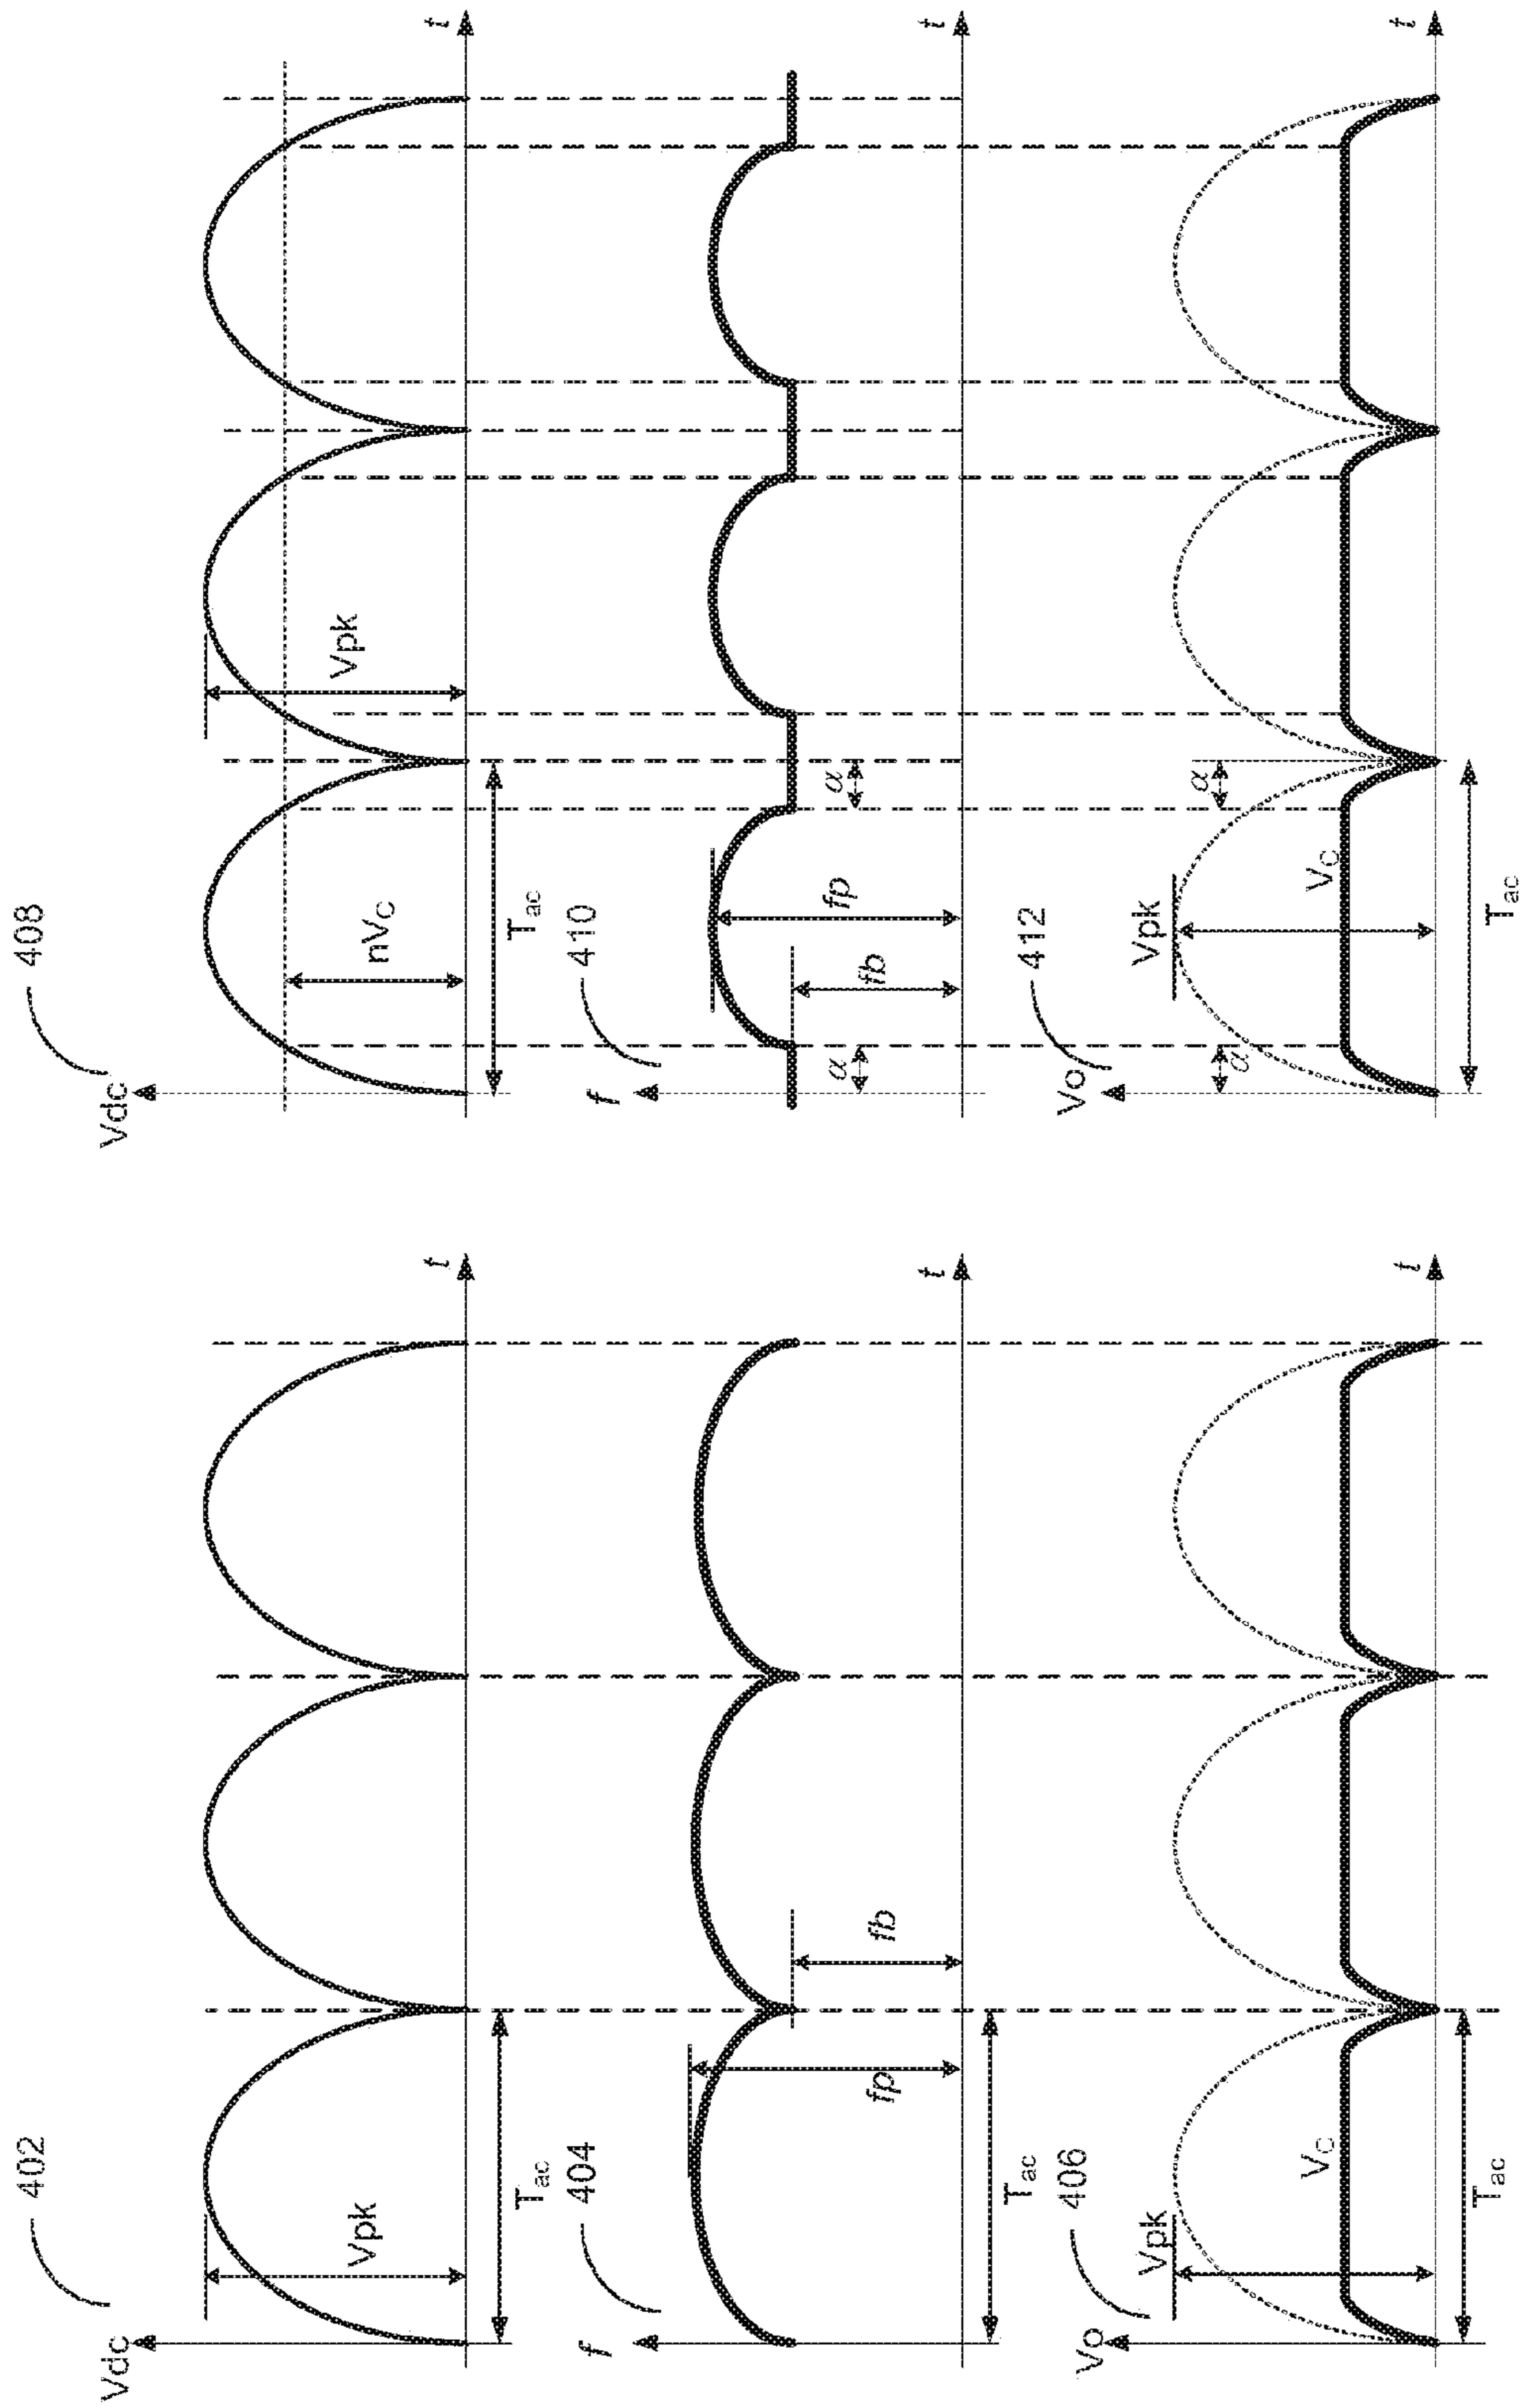 402
Vdc
Vpk
Tac
t
404
f
fp
fb
Tac
t
406
Vo
Vpk
Vc
Tac
t
408
Vdc
nVc
Vpk
Tac
t
410
f
α
fb
fp
α
t
412
Vo
α
Vpk
Vc
α
Tac
t